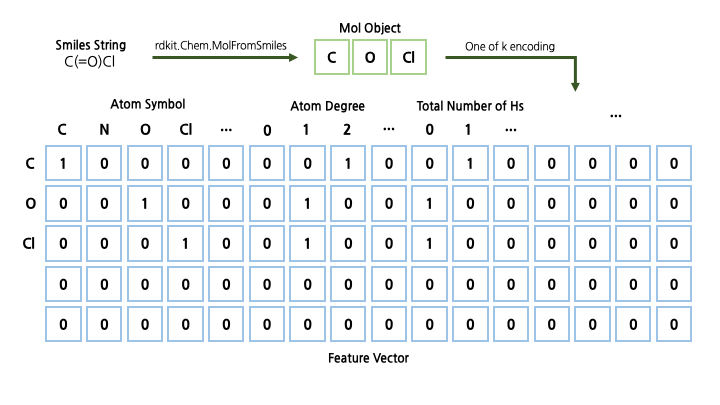 Smiles String
C(=O)Cl
rdkit.Chem.MolFromSmiles
Mol Object
C O Cl
One of k encoding
Atom Symbol Atom Degree Total Number of Hs ...
C N O Cl ... 0 1 2 ... 0 1 ...
C 1 0 0 0 0 0 0 1 0 0 1 0 0 0 0 0
O 0 0 1 0 0 0 1 0 0 1 0 0 0 0 0 0
Cl 0 0 0 1 0 0 1 0 0 1 0 0 0 0 0 0
0 0 0 0 0 0 0 0 0 0 0 0 0 0 0 0
0 0 0 0 0 0 0 0 0 0 0 0 0 0 0 0
Feature Vector